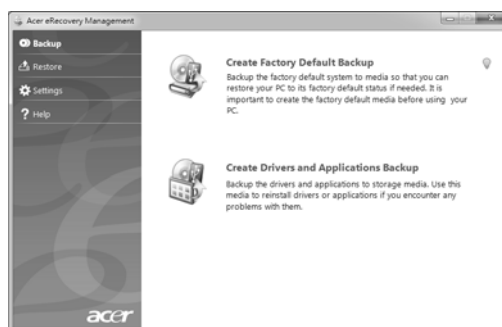 Acer eRecovery Management
Backup
Restore
Settings
Help
Create Factory Default Backup
Backup the factory default system to media so that you can
restore your PC to its factory default status if needed. It is
important to create the factory default media before using your
PC.
Create Drivers and Applications Backup
Backup the drivers and applications to storage media. Use this
media to reinstall drivers or applications if you encounter any
problems with them.
acer